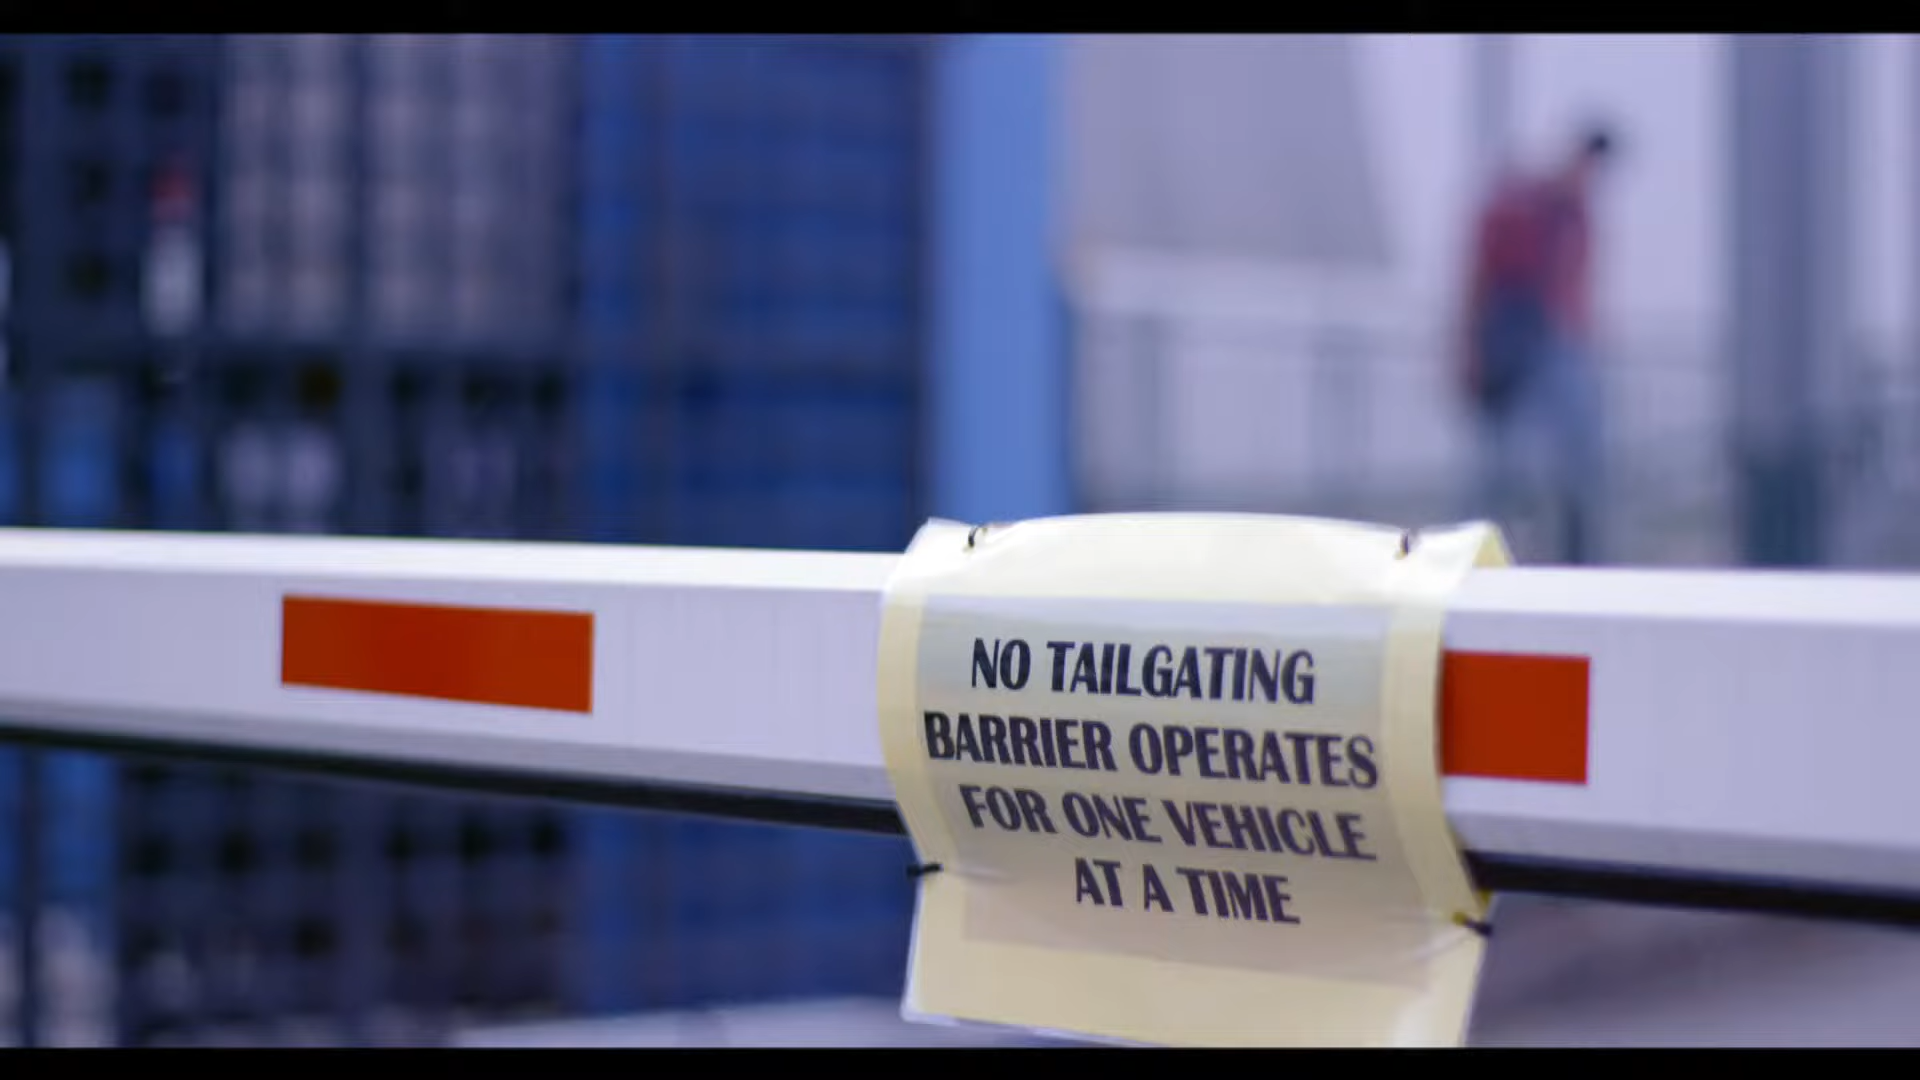 NO TAILGATING
BARRIER OPERATES
FOR ONE VEHICLE
AT A TIME